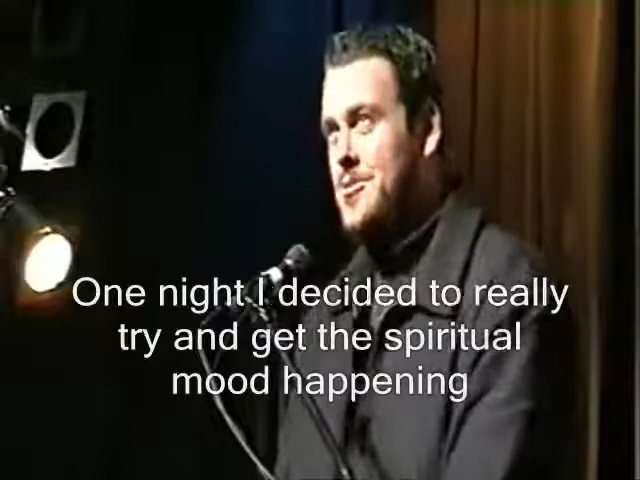 One night I decided to really
try and get the spiritual
mood happening